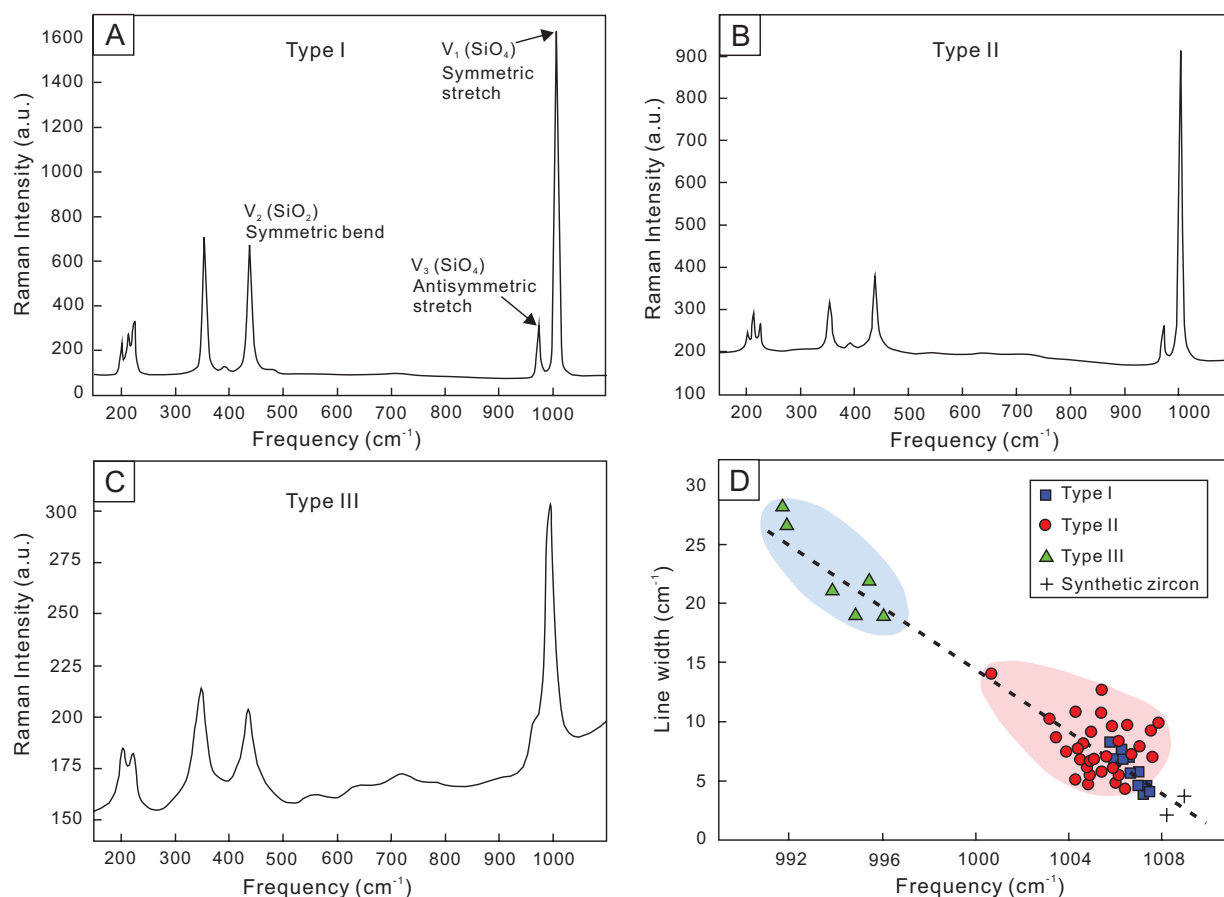 A
Type I
V₁ (SiO₄)
Symmetric
stretch
V₂ (SiO₂)
Symmetric bend
V₃ (SiO₄)
Antisymmetric
stretch
Raman Intensity (a.u.)
1600
1400
1200
1000
800
600
400
200
0
200 300 400 500 600 700 800 900 1000
Frequency (cm⁻¹)
B
Type II
Raman Intensity (a.u.)
900
800
700
600
500
400
300
200
100
200 300 400 500 600 700 800 900 1000
Frequency (cm⁻¹)
C
Type III
Raman Intensity (a.u.)
300
275
250
225
200
175
150
200 300 400 500 600 700 800 900 1000
Frequency (cm⁻¹)
D
Type I
Type II
Type III
Synthetic zircon
Line width (cm⁻¹)
30
25
20
15
10
5
0
992 996 1000 1004 1008
Frequency (cm⁻¹)